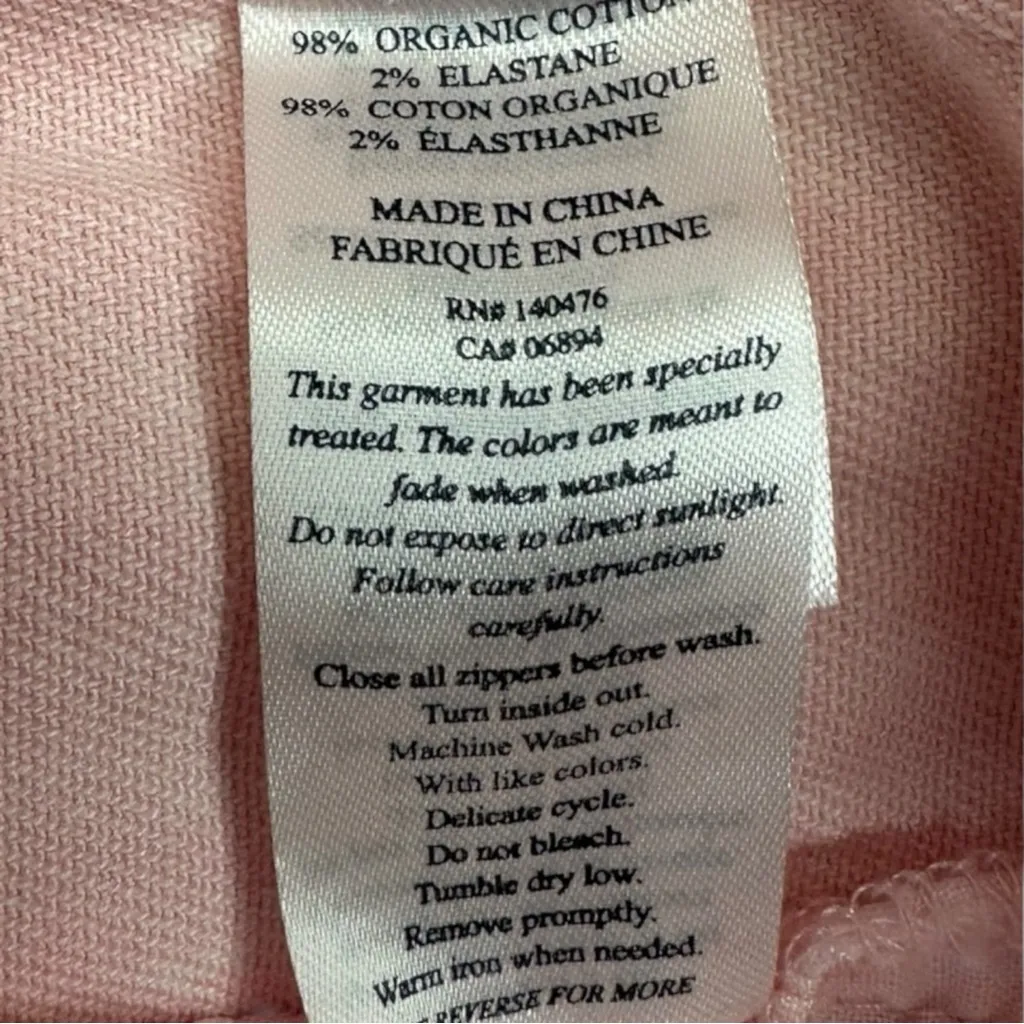 98% ORGANIC COTTON
2% ELASTANE
98% COTON ORGANIQUE
2% ÉLASTHANNE
MADE IN CHINA
FABRIQUÉ EN CHINE
RN# 140476
CA# 06894
This garment has been specially
treated. The colors are meant to
fade when washed.
Do not expose to direct sunlight.
Follow care instructions
carefully.
Close all zippers before wash.
Turn inside out.
Machine Wash cold.
With like colors.
Delicate cycle.
Do not bleach.
Tumble dry low.
Remove promptly.
Warm iron when needed.
REVERSE FOR MORE